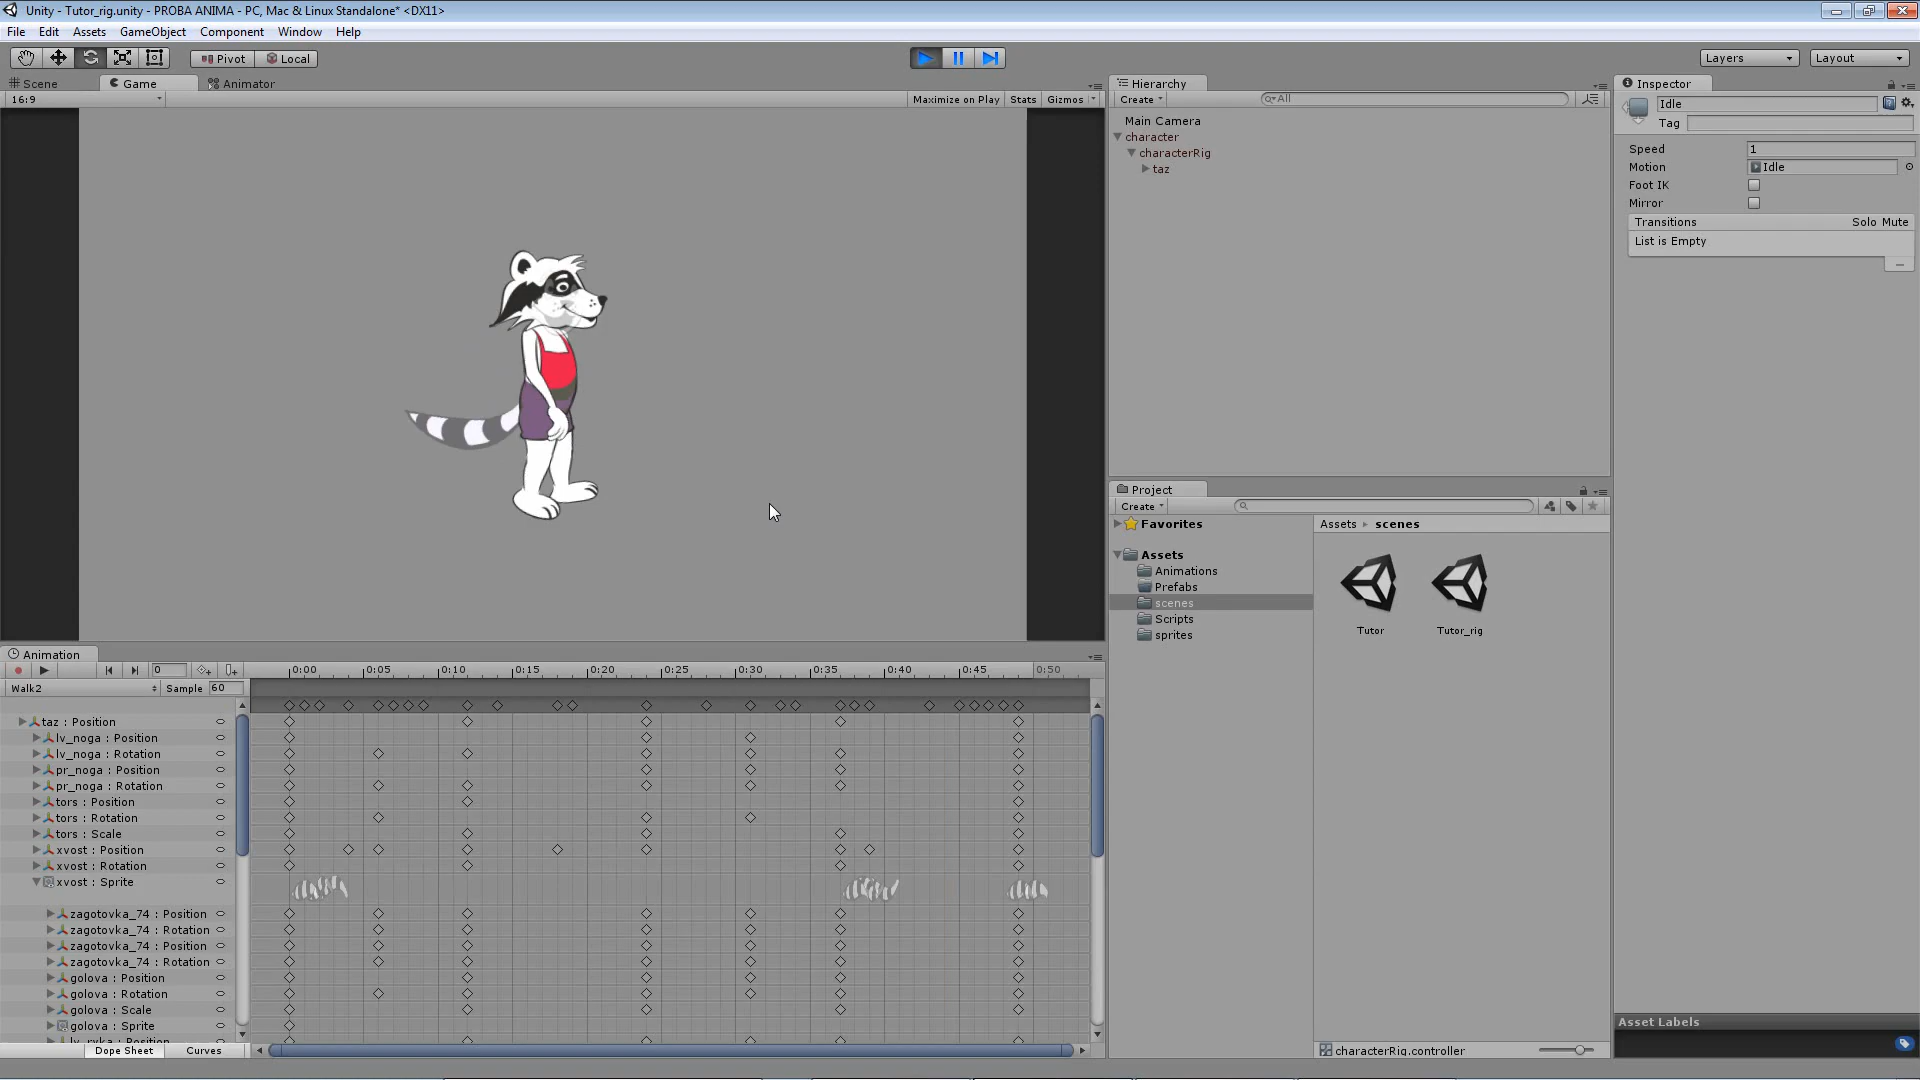 Unity - Tutor_rig.unity - PROBA ANIMA - PC, Mac & Linux Standalone* <DX11>
File Edit Assets GameObject Component Window Help
Pivot Local
Layers Layout
Scene Game Animator
16:9 Maximize on Play Stats Gizmos
Hierarchy
Create All
Main Camera
character
characterRig
taz
Inspector
Idle
Tag
Speed 1
Motion Idle
Foot IK
Mirror
Transitions Solo Mute
List is Empty
Project
Create
Favorites
Assets
Animations
Prefabs
scenes
Scripts
sprites
Assets scenes
Tutor Tutor_rig
characterRig.controller
Asset Labels
Animation
0 0:00 0:05 0:10 0:15 0:20 0:25 0:30 0:35 0:40 0:45 0:50
Walk2 Sample 60
taz : Position
lv_noga : Position
lv_noga : Rotation
pr_noga : Position
pr_noga : Rotation
tors : Position
tors : Rotation
tors : Scale
xvost : Position
xvost : Rotation
xvost : Sprite
zagotovka_74 : Position
zagotovka_74 : Rotation
zagotovka_74 : Position
zagotovka_74 : Rotation
golova : Position
golova : Rotation
golova : Scale
golova : Sprite
lv_ryka : Position
Dope Sheet Curves